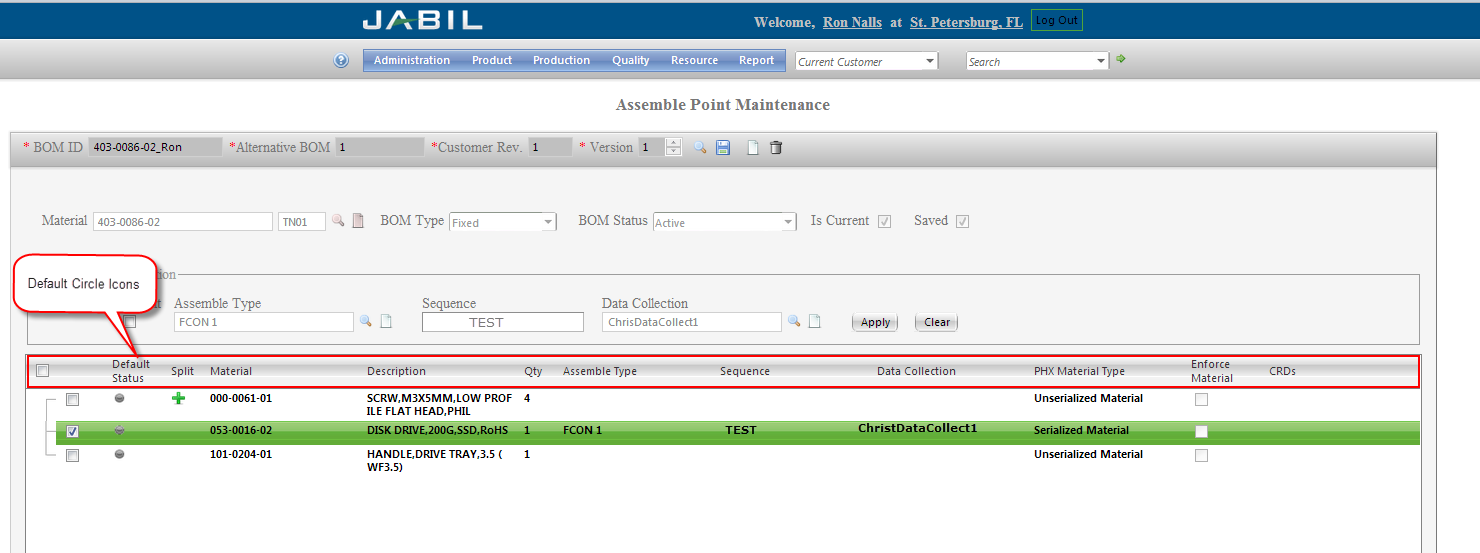 JABIL
Welcome, Ron Nalls at St. Petersburg, FL Log Out
Administration Product Production Quality Resource Report Current Customer Search
Assemble Point Maintenance
* BOM ID 403-0086-02_Ron *Alternative BOM 1 *Customer Rev. 1 * Version 1
Material 403-0086-02 TN01 BOM Type Fixed BOM Status Active Is Current Saved
Default Circle Icons
Assemble Type Sequence Data Collection
FCON 1 TEST ChrisDataCollect1 Apply Clear
Default Status Split Material Description Qty Assemble Type Sequence Data Collection PHX Material Type Enforce Material CRDs
000-0061-01 SCRW,M3X5MM,LOW PROF 4 Unserialized Material
ILE FLAT HEAD,PHIL
053-0016-02 DISK DRIVE,200G,SSD,RoHS 1 FCON 1 TEST ChristDataCollect1 Serialized Material
101-0204-01 HANDLE,DRIVE TRAY,3.5 ( 1 Unserialized Material
WF3.5)